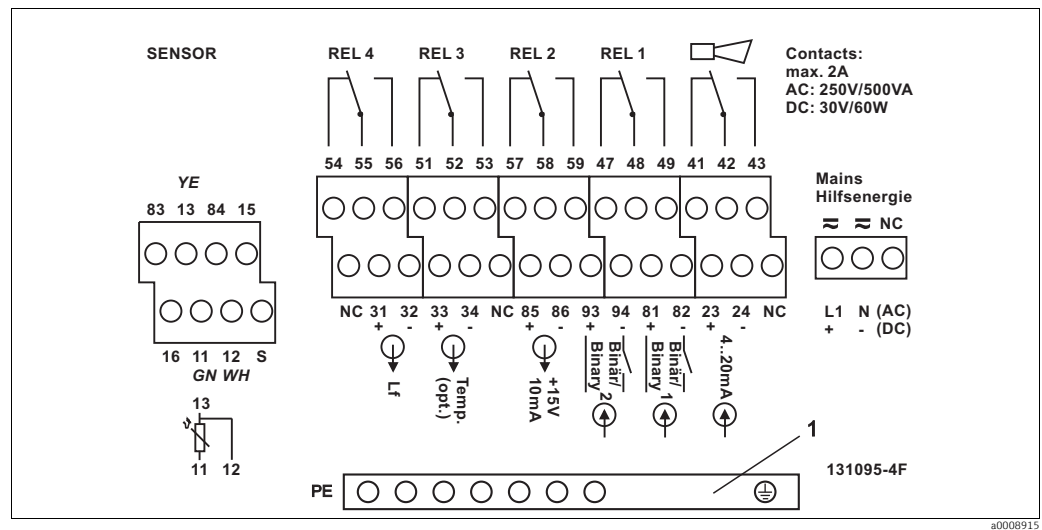 SENSOR
REL 4 REL 3 REL 2 REL 1
Contacts:
max. 2A
AC: 250V/500VA
DC: 30V/60W
54 55 56 51 52 53 57 58 59 47 48 49 41 42 43
YE
83 13 84 15
Mains
Hilfsenergie
≂ ≂ NC
NC 31 32 33 34 NC 85 86 93 94 81 82 23 24 NC
+ - + - + - + - + - + -
L1 N (AC)
+ - (DC)
16 11 12 S
GN WH
Lf
Temp.
(opt.)
+15V
10mA
Binär/
Binary 2
Binär/
Binary 1
4..20mA
13
11 12
1
PE
131095-4F
a0008915